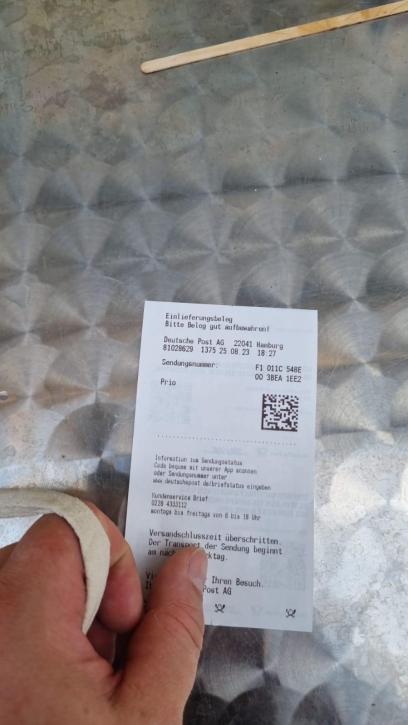 Einlieferungsbeleg
Bitte Beleg gut aufbewahren!
Deutsche Post AG 22041 Hamburg
81028629 1375 25.08.23 18:27
Sendungsnummer: F1 011C 548E
00 38EA 1EE2
Prio
Information zum Sendungsstatus
Code bequem mit unserer App scannen
oder Sendungsnummer unter
www.deutschepost.de/briefstatus eingeben
Kundenservice Brief
0228 4333112
montags bis freitags von 8 bis 18 Uhr
Versandschlusszeit überschritten.
Der Transport der Sendung beginnt
am
Ihren Besuch.
Post AG